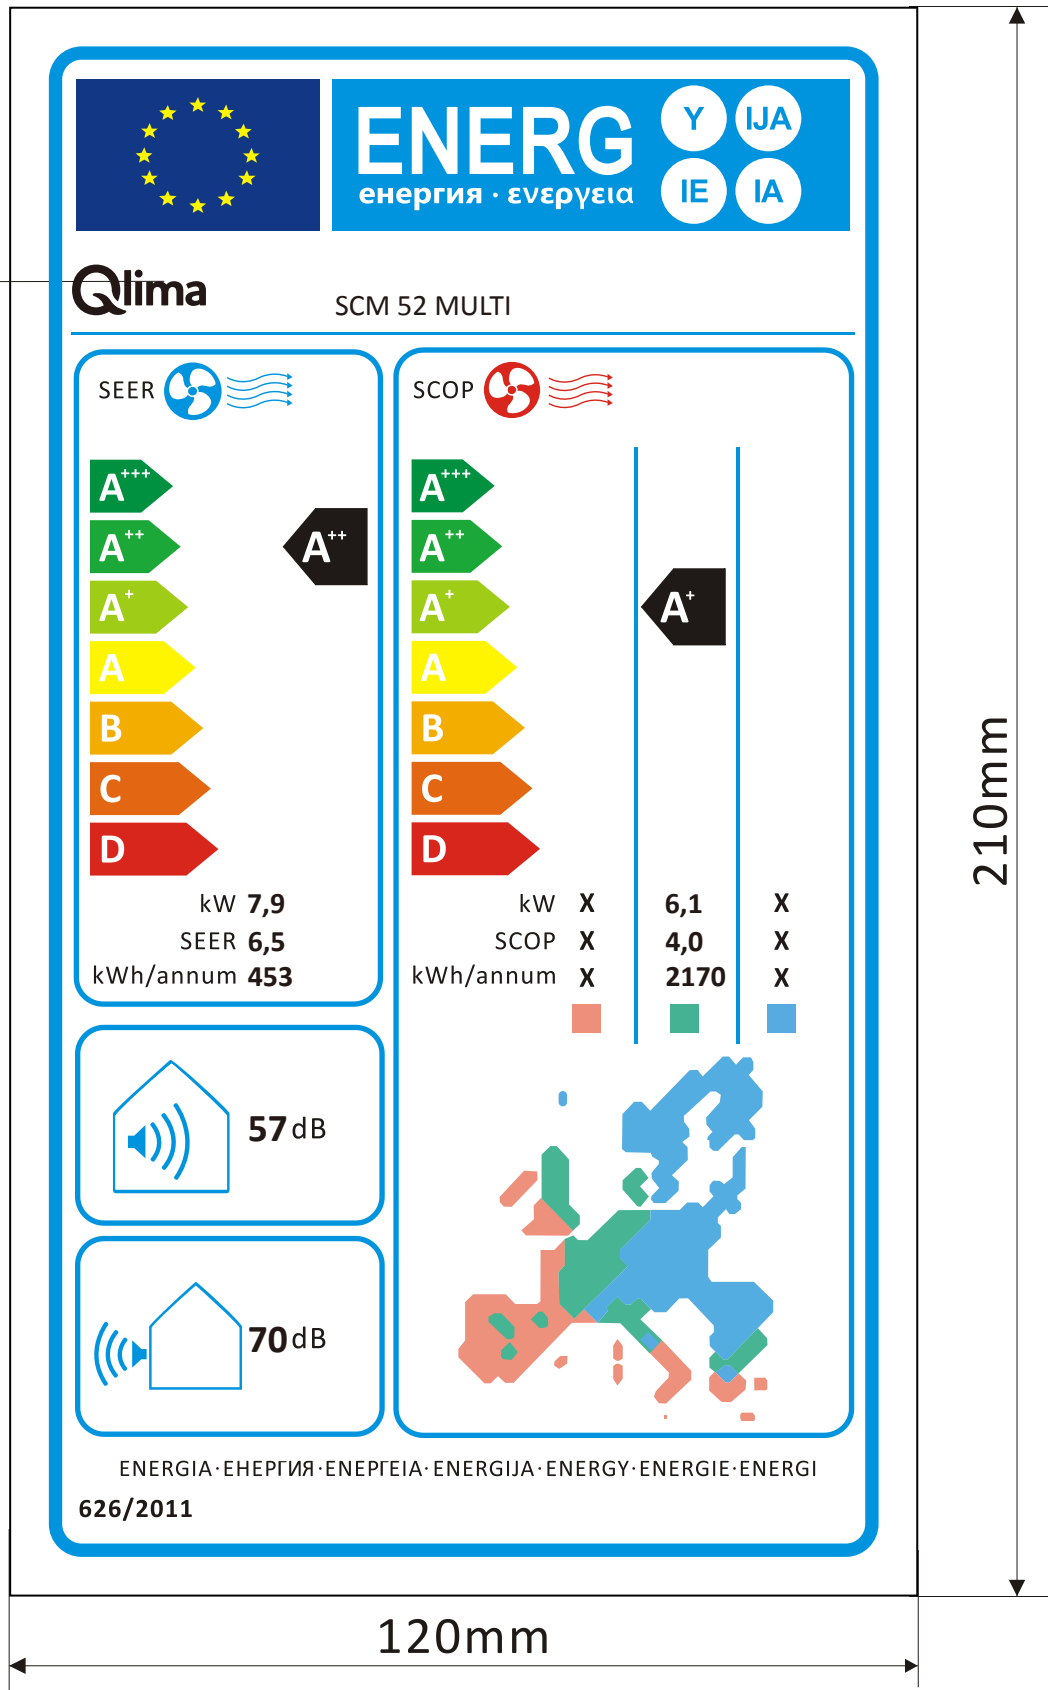 ENERG
енергия · ενεργεια
Y
IJA
IE
IA
Qlima
SCM 52 MULTI
SEER
A+++
A++
A+
A
B
C
D
A++
kW 7,9
SEER 6,5
kWh/annum 453
SCOP
A+++
A++
A+
A
B
C
D
A+
kW X 6,1 X
SCOP X 4,0 X
kWh/annum X 2170 X
57 dB
70 dB
ENERGIA·ЕНЕРГИЯ·ΕΝΕΡΓΕΙΑ·ENERGIJA·ENERGY·ENERGIE·ENERGI
626/2011
210mm
120mm